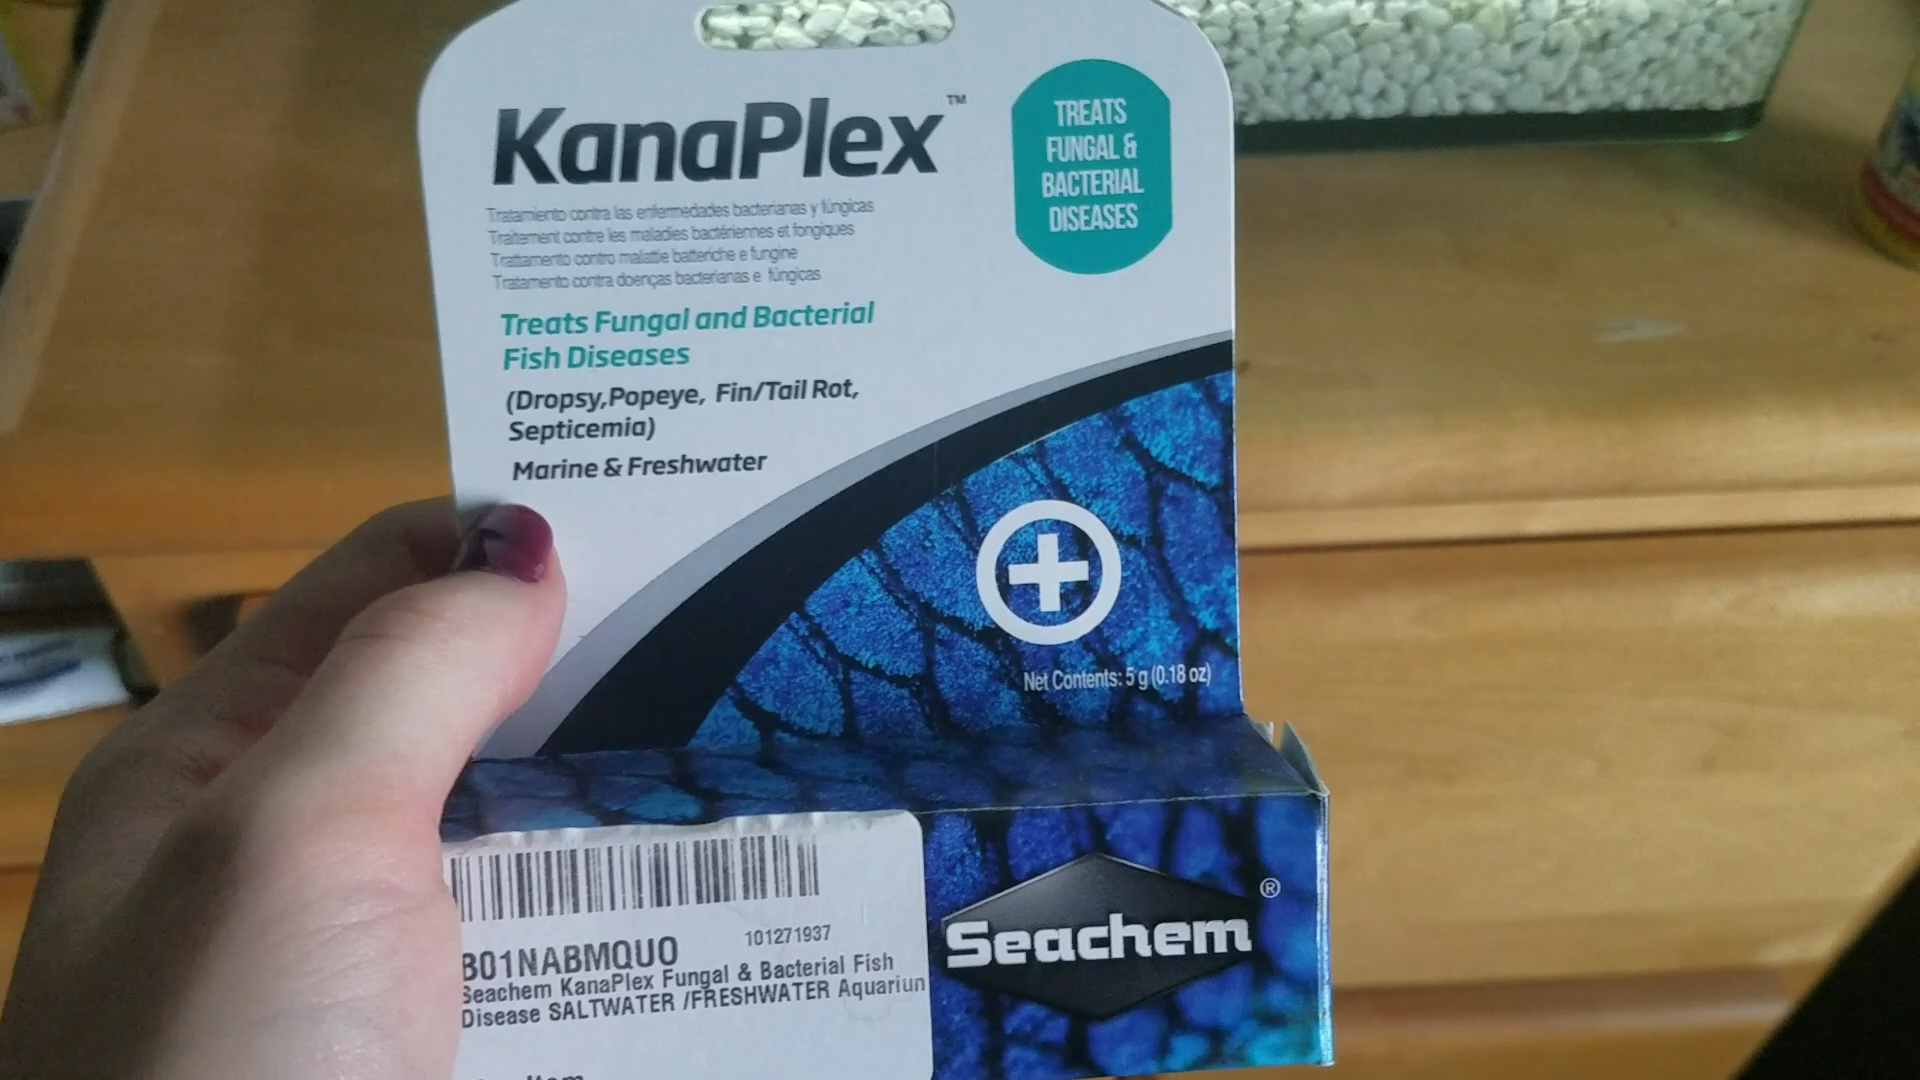 KanaPlex™
TREATS
FUNGAL &
BACTERIAL
DISEASES
Tratamiento contra las enfermedades bacterianas y fúngicas
Traitement contre les maladies bactériennes et fongiques
Trattamento contro malattie batteriche e fungine
Tratamento contra doenças bacterianas e fúngicas
Treats Fungal and Bacterial
Fish Diseases
(Dropsy,Popeye, Fin/Tail Rot,
Septicemia)
Marine & Freshwater
Net Contents: 5 g (0.18 oz)
Seachem®
B01NABMQUO
101271937
Seachem KanaPlex Fungal & Bacterial Fish
Disease SALTWATER /FRESHWATER Aquariun